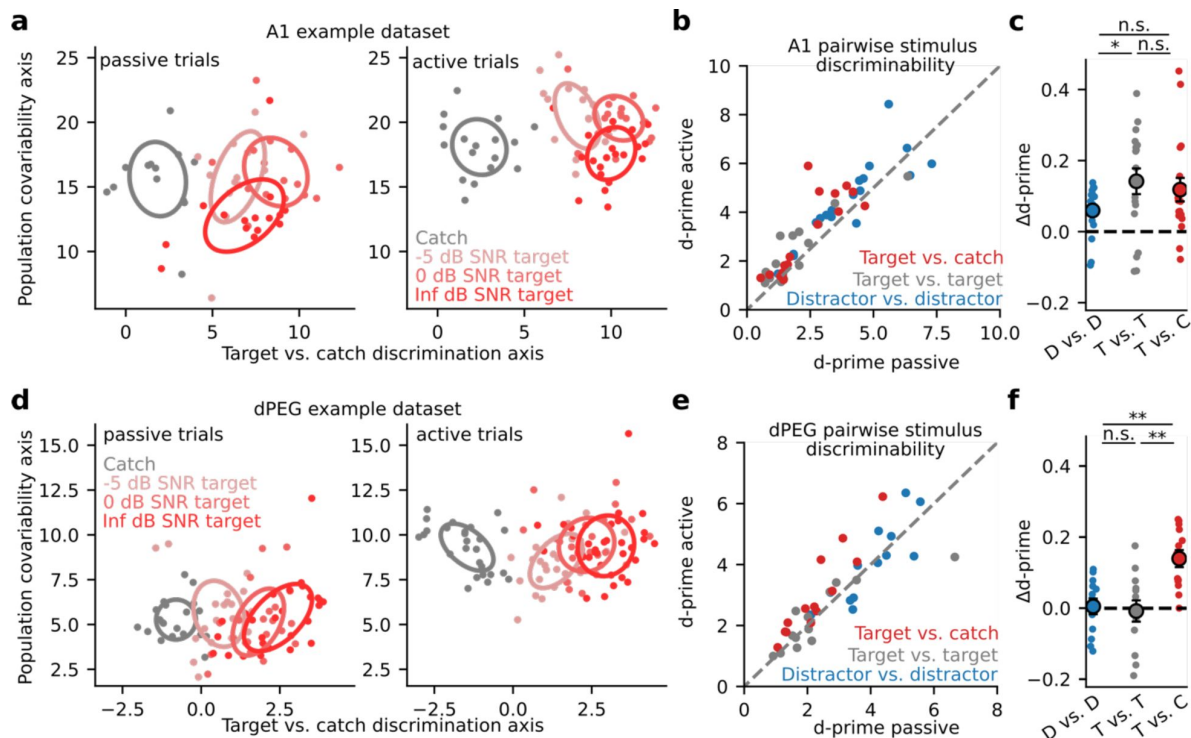 a
A1 example dataset
passive trials
active trials
Population covariability axis
25
20
15
10
25
20
15
10
Catch
-5 dB SNR target
0 dB SNR target
Inf dB SNR target
0
5
10
0
5
10
Target vs. catch discrimination axis
b
A1 pairwise stimulus
discriminability
d-prime active
10
8
6
4
2
0
Target vs. catch
Target vs. target
Distractor vs. distractor
0.0
2.5
5.0
7.5
10.0
d-prime passive
c
n.s.
*
n.s.
Δd-prime
0.4
0.2
0.0
−0.2
D vs. D
T vs. T
T vs. C
d
dPEG example dataset
passive trials
active trials
Population covariability axis
15.0
12.5
10.0
7.5
5.0
2.5
15.0
12.5
10.0
7.5
5.0
2.5
Catch
-5 dB SNR target
0 dB SNR target
Inf dB SNR target
−2.5
0.0
2.5
−2.5
0.0
2.5
Target vs. catch discrimination axis
e
dPEG pairwise stimulus
discriminability
d-prime active
8
6
4
2
0
Target vs. catch
Target vs. target
Distractor vs. distractor
0
2
4
6
8
d-prime passive
f
**
n.s.
**
Δd-prime
0.4
0.2
0.0
−0.2
D vs. D
T vs. T
T vs. C